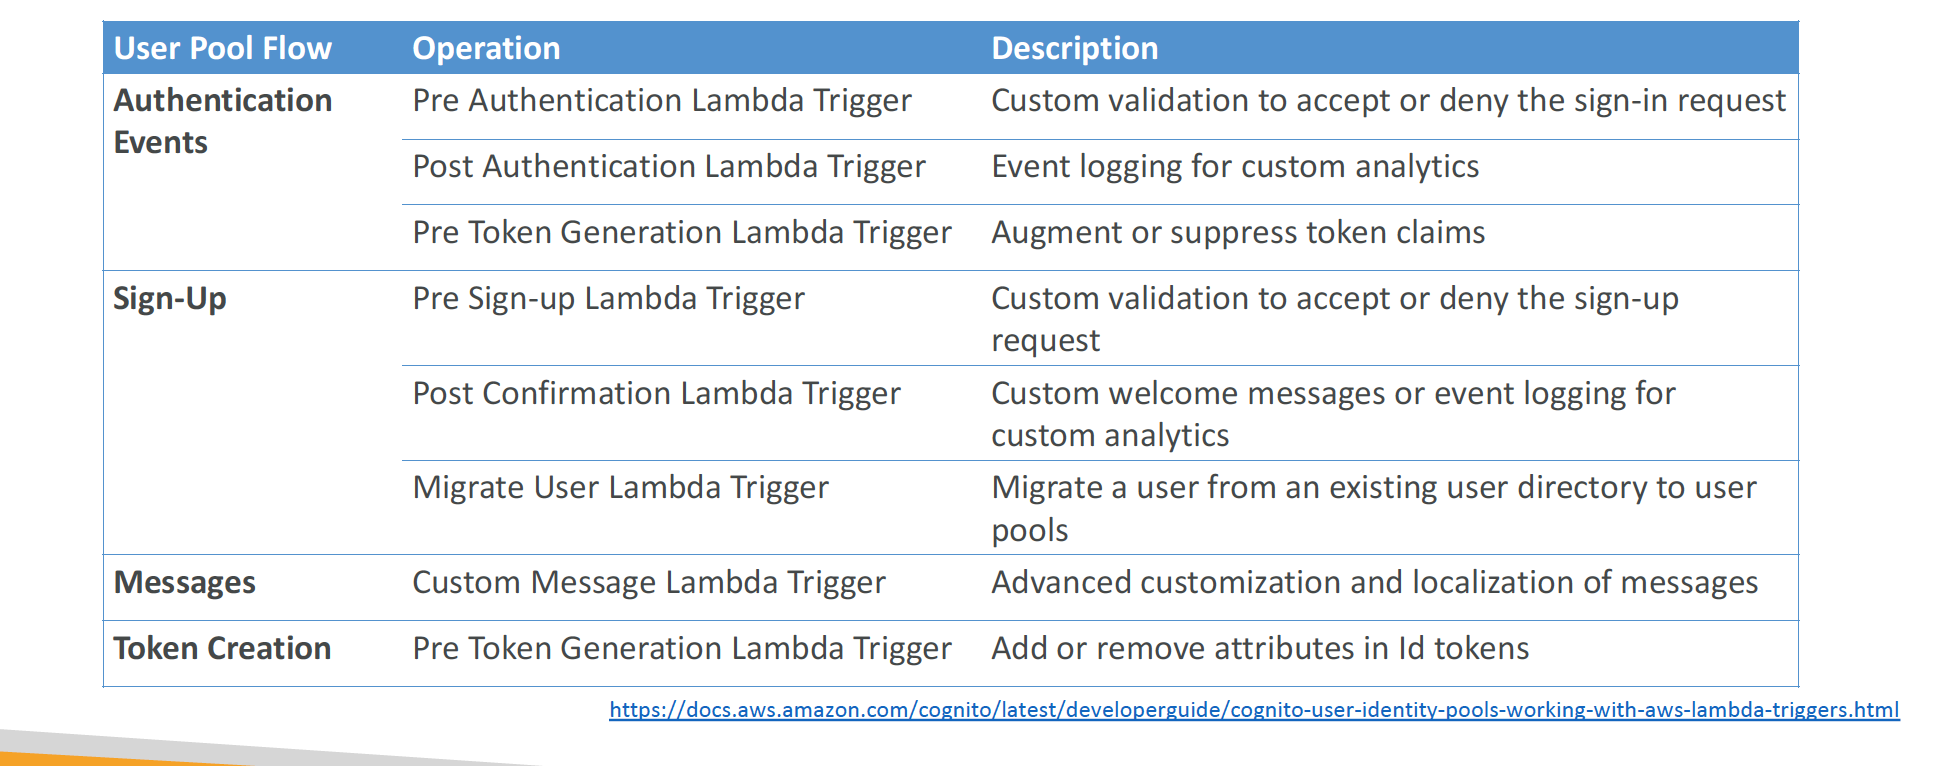 User Pool Flow Operation Description
Authentication Events
Pre Authentication Lambda Trigger Custom validation to accept or deny the sign-in request
Post Authentication Lambda Trigger Event logging for custom analytics
Pre Token Generation Lambda Trigger Augment or suppress token claims
Sign-Up
Pre Sign-up Lambda Trigger Custom validation to accept or deny the sign-up
request
Post Confirmation Lambda Trigger Custom welcome messages or event logging for
custom analytics
Migrate User Lambda Trigger Migrate a user from an existing user directory to user
pools
Messages Custom Message Lambda Trigger Advanced customization and localization of messages
Token Creation Pre Token Generation Lambda Trigger Add or remove attributes in Id tokens
https://docs.aws.amazon.com/cognito/latest/developerguide/cognito-user-identity-pools-working-with-aws-lambda-triggers.html